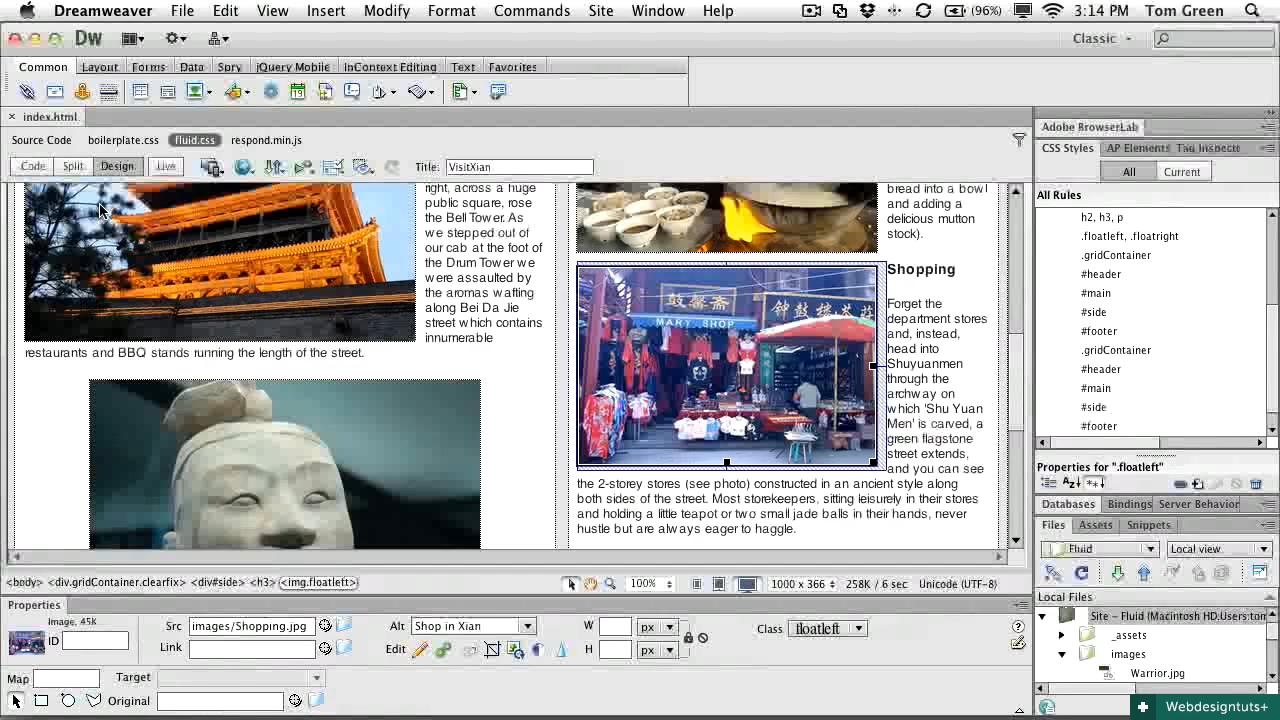 Dreamweaver File Edit View Insert Modify Format Commands Site Window Help (96%) 3:14 PM Tom Green
Dw Classic
Common Layout Forms Data Spry jQuery Mobile InContext Editing Text Favorites
19
× index.html
Source Code boilerplate.css fluid.css respond.min.js
Code Split Design Live Title: VisitXian
right, across a huge
public square, rose
the Bell Tower. As
we stepped out of
our cab at the foot of
the Drum Tower we
were assaulted by
the aromas wafting
along Bei Da Jie
street which contains
innumerable
restaurants and BBQ stands running the length of the street.
bread into a bowl
and adding a
delicious mutton
stock).
鼓馨斋
MARY SHOP
Shopping
Forget the
department stores
and, instead,
head into
Shuyuanmen
through the
archway on
which 'Shu Yuan
Men' is carved, a
green flagstone
street extends,
and you can see
the 2-storey stores (see photo) constructed in an ancient style along
both sides of the street. Most storekeepers, sitting leisurely in their stores
and holding a little teapot or two small jade balls in their hands, never
hustle but are always eager to haggle.
Adobe BrowserLab
CSS Styles AP Elements Tag Inspecto
All Current
All Rules
h2, h3, p
.floatleft, .floatright
.gridContainer
#header
#main
#side
#footer
.gridContainer
#header
#main
#side
#footer
Properties for ".floatleft"
Databases Bindings Server Behavior
Files Assets Snippets
Fluid Local view
Local Files
Site – Fluid (Macintosh HD:Users:ton
_assets
images
Warrior.jpg
<body> <div.gridContainer.clearfix> <div#side> <h3> <img.floatleft> 100% 1000 x 366 258K / 6 sec Unicode (UTF-8)
Properties
Image, 45K
ID
Src images/Shopping.jpg Alt Shop in Xian W px Class floatleft
Link Edit H px
Map Target
Original
Webdesigntuts+